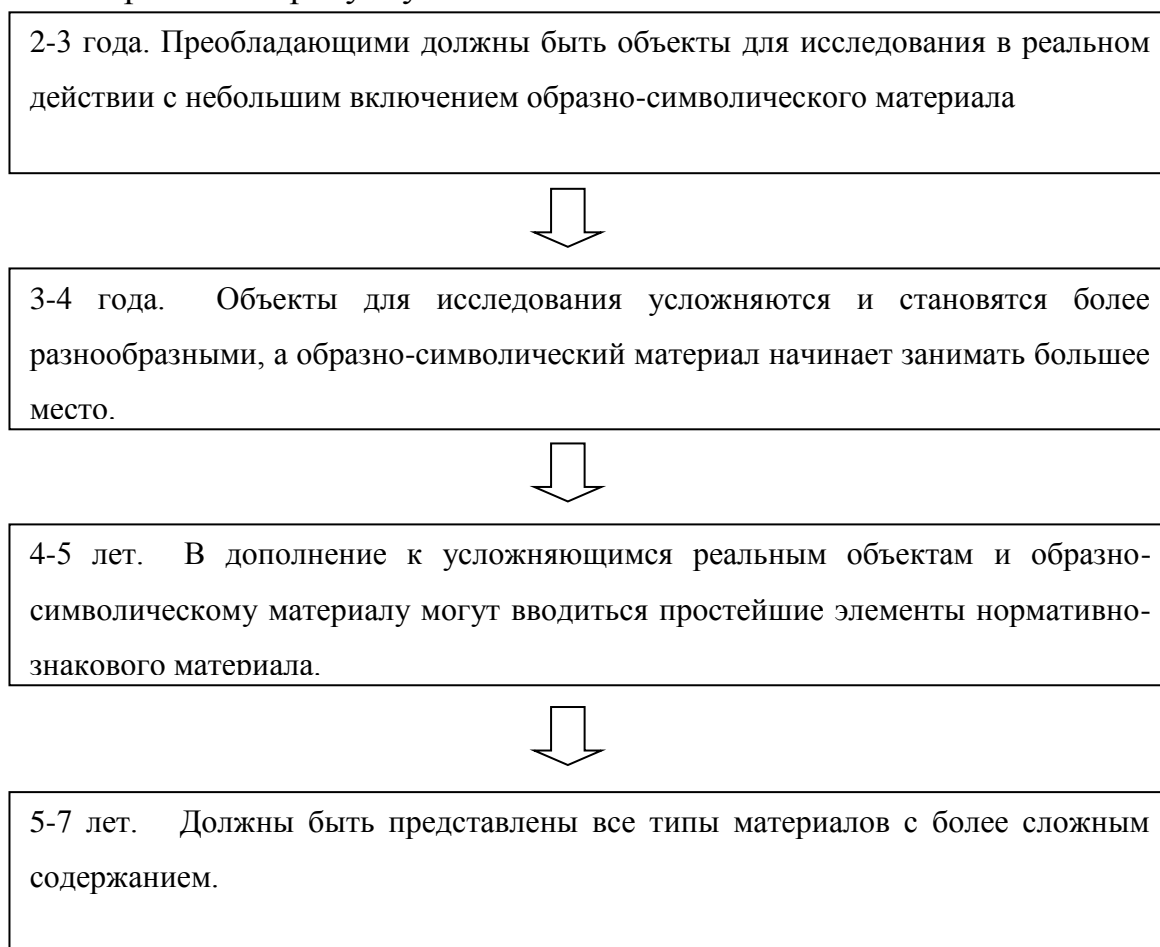 2-3 года. Преобладающими должны быть объекты для исследования в реальном
действии с небольшим включением образно-символического материала
3-4 года. Объекты для исследования усложняются и становятся более
разнообразными, а образно-символический материал начинает занимать большее
место.
4-5 лет. В дополнение к усложняющимся реальным объектам и образно-
символическому материалу могут вводиться простейшие элементы нормативно-
знакового материала.
5-7 лет. Должны быть представлены все типы материалов с более сложным
содержанием.